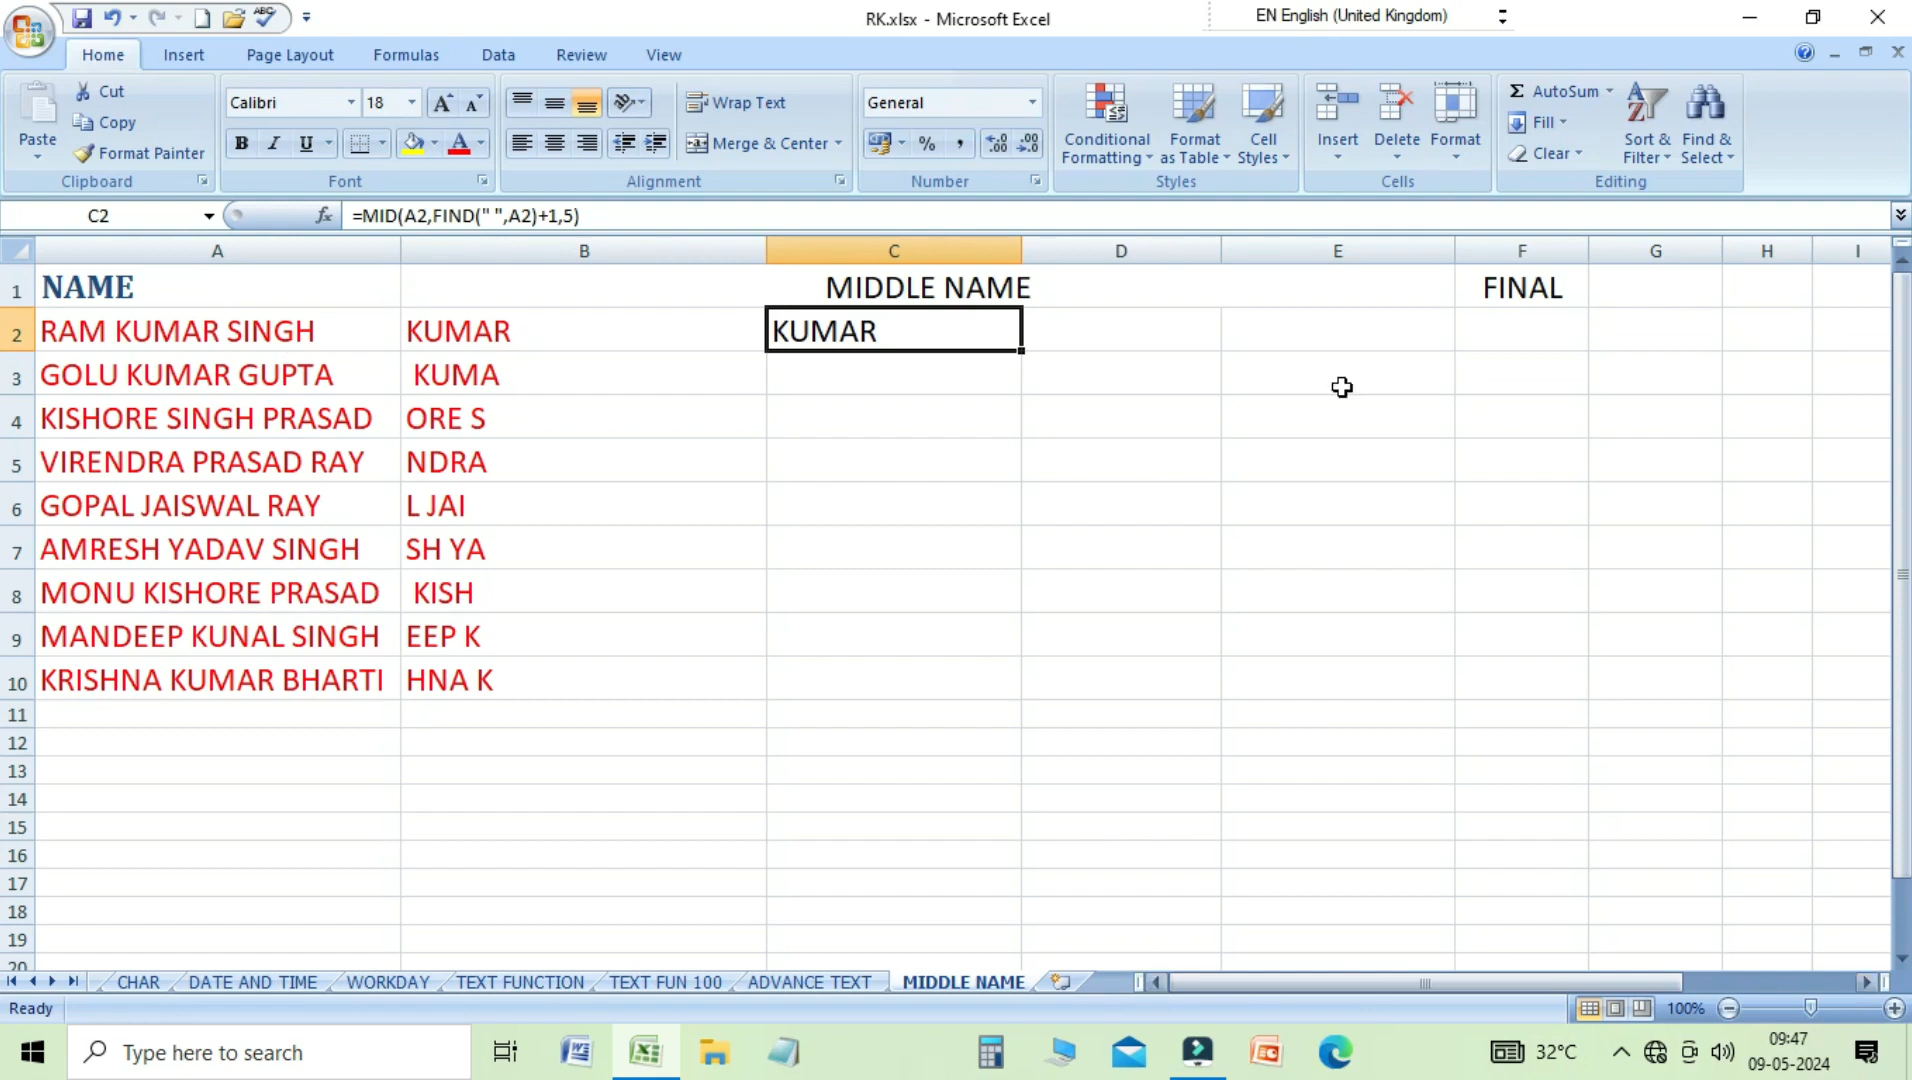 RK.xlsx - Microsoft Excel
EN English (United Kingdom)
Home Insert Page Layout Formulas Data Review View
Paste
Cut
Copy
Format Painter
Clipboard
Calibri 18
B I U
Font
Wrap Text
Merge & Center
Alignment
General
Number
Conditional Formatting
Format as Table
Cell Styles
Styles
Insert
Delete
Format
Cells
Σ AutoSum
Fill
Clear
Sort & Filter
Find & Select
Editing
C2 fx =MID(A2,FIND(" ",A2)+1,5)
A B C D E F G H I
1 NAME MIDDLE NAME FINAL
2 RAM KUMAR SINGH KUMAR KUMAR
3 GOLU KUMAR GUPTA KUMA
4 KISHORE SINGH PRASAD ORE S
5 VIRENDRA PRASAD RAY NDRA
6 GOPAL JAISWAL RAY L JAI
7 AMRESH YADAV SINGH SH YA
8 MONU KISHORE PRASAD KISH
9 MANDEEP KUNAL SINGH EEP K
10 KRISHNA KUMAR BHARTI HNA K
11
12
13
14
15
16
17
18
19
20
CHAR DATE AND TIME WORKDAY TEXT FUNCTION TEXT FUN 100 ADVANCE TEXT MIDDLE NAME
Ready 100%
Type here to search
32°C
09:47
09-05-2024